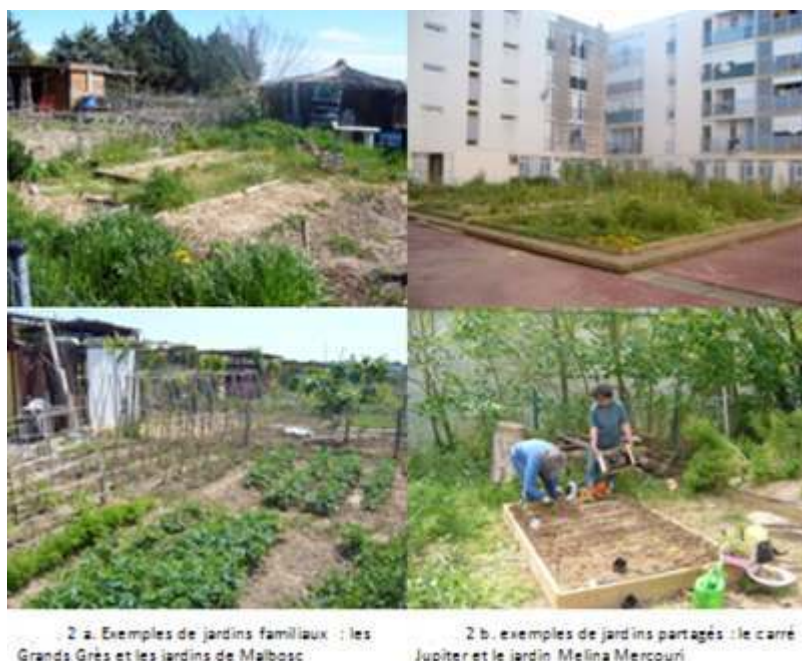 2 a. Exemples de jardins familiaux : les
Grands Grès et les jardins de Malbosc
2 b. exemples de jardins partagés : le carré
Jupiter et le jardin Melina Mercouri